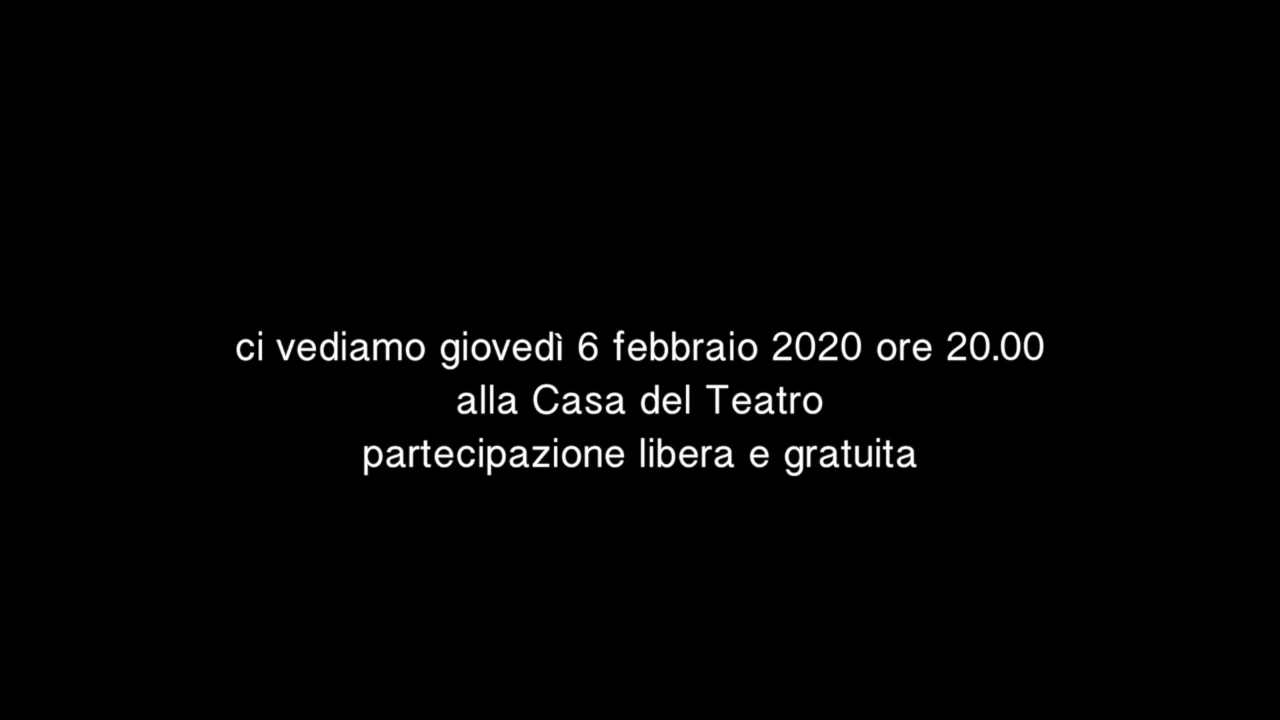 ci vediamo giovedì 6 febbraio 2020 ore 20.00
alla Casa del Teatro
partecipazione libera e gratuita